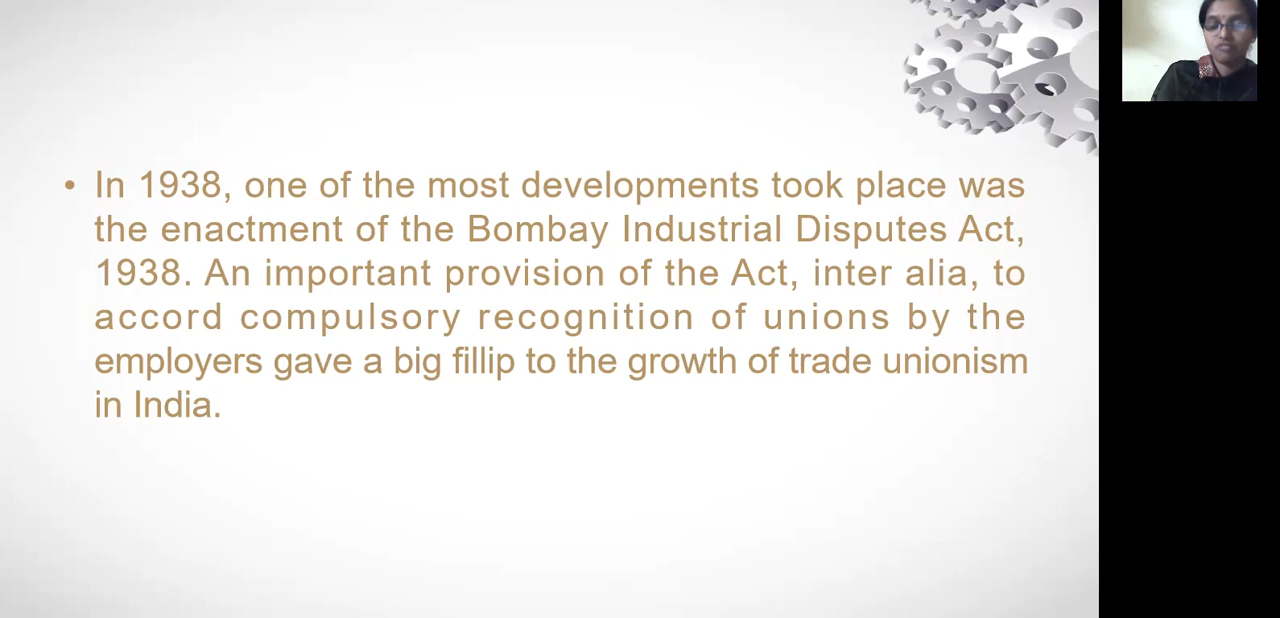 • In 1938, one of the most developments took place was
the enactment of the Bombay Industrial Disputes Act,
1938. An important provision of the Act, inter alia, to
accord compulsory recognition of unions by the
employers gave a big fillip to the growth of trade unionism
in India.